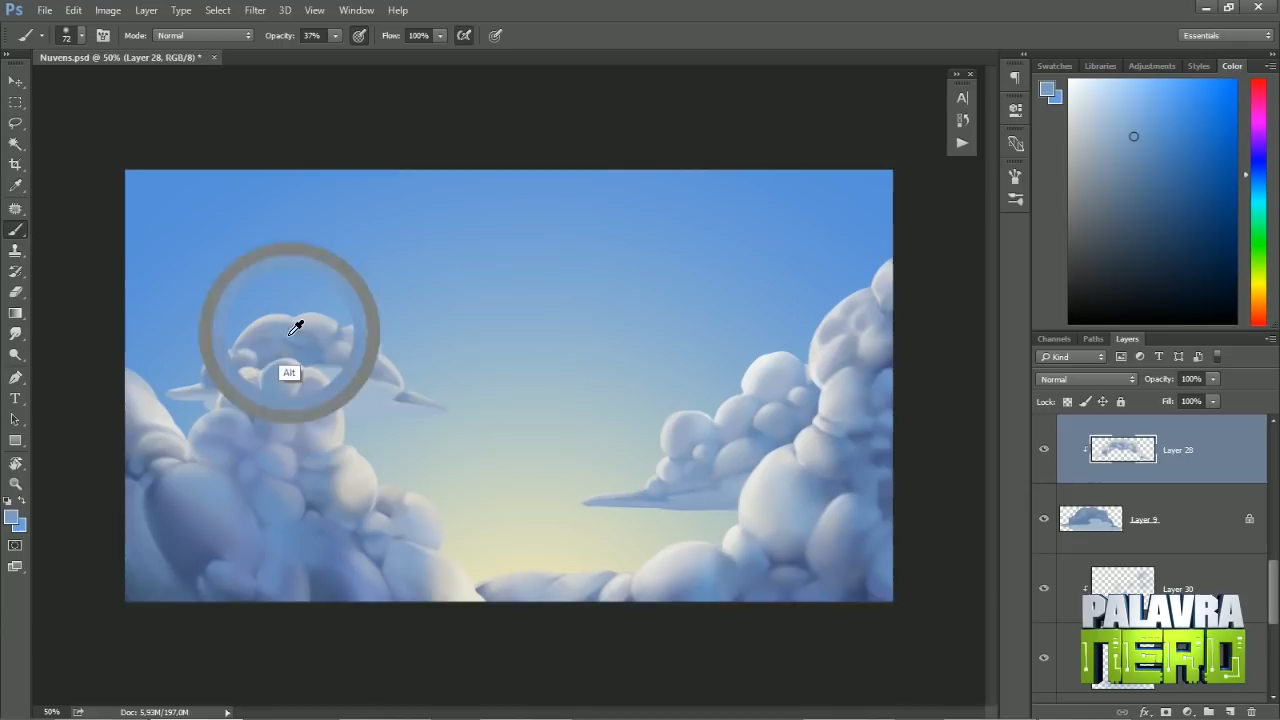 Ps File Edit Image Layer Type Select Filter 3D View Window Help
72 Mode: Normal Opacity: 37% Flow: 100% Essentials
Nuvens.psd @ 50% (Layer 28, RGB/8) *
Swatches Libraries Adjustments Styles Color
Alt
Channels Paths Layers
Kind
Normal Opacity: 100%
Lock: Fill: 100%
Layer 28
Layer 9
Layer 30
PALAVRA
NERD
50% Doc: 5,93M/197,0M